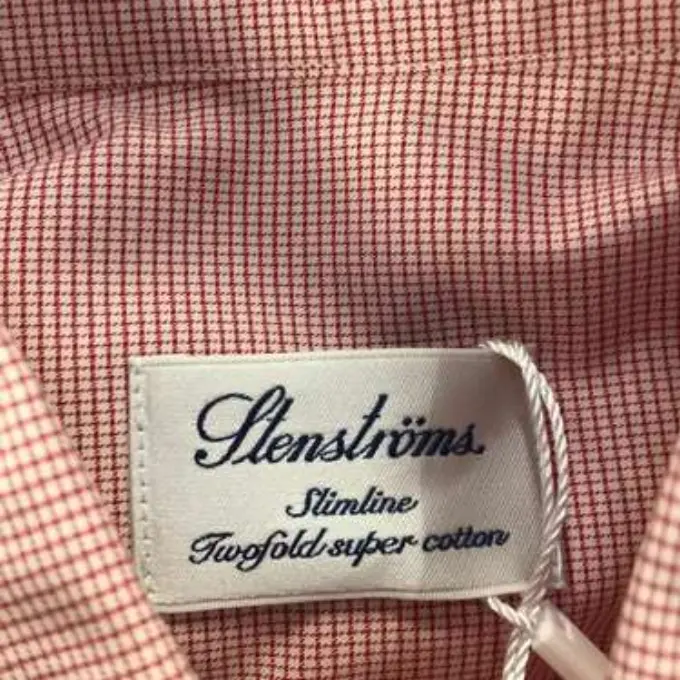 Stenströms
Slimline
Twofold super cotton